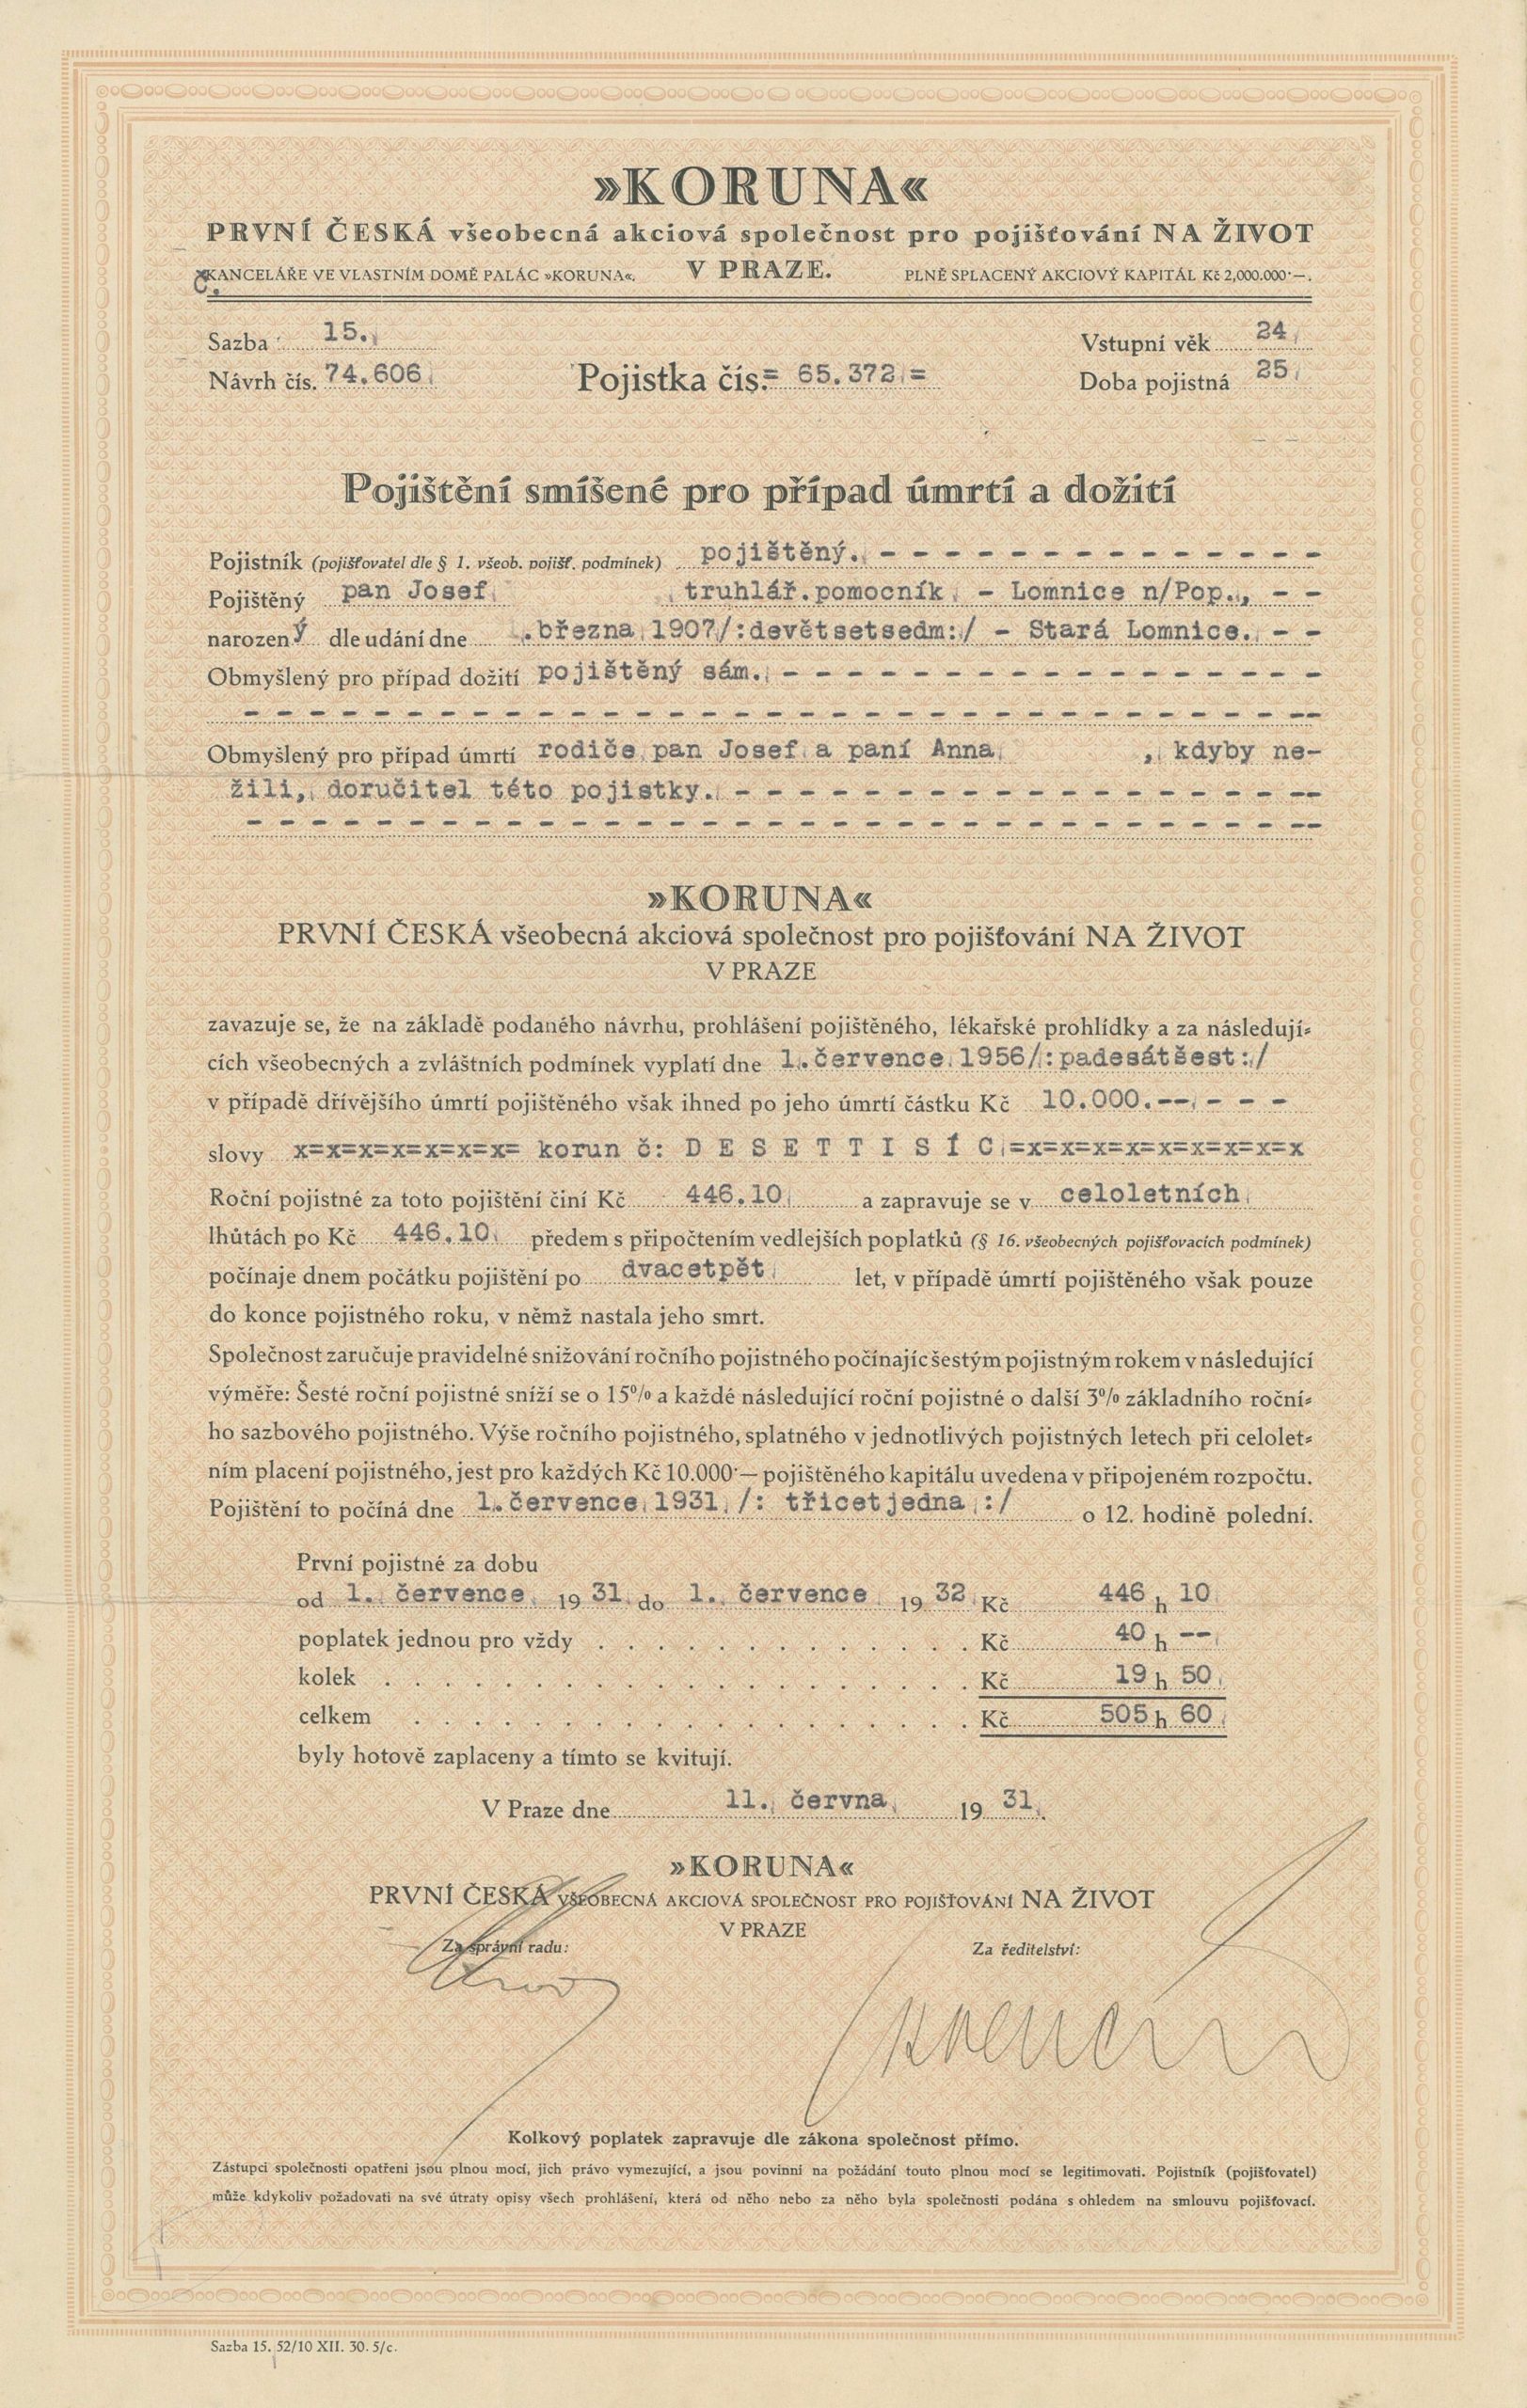 »KORUNA«
PRVNÍ ČESKÁ všeobecná akciová společnost pro pojišťování NA ŽIVOT
KANCELÁŘE VE VLASTNÍM DOMĚ PALÁC »KORUNA«. V PRAZE. PLNĚ SPLACENÝ AKCIOVÝ KAPITÁL Kč 2,000.000·—.
Sazba 15. Vstupní věk 24
Návrh čís. 74.606 Pojistka čís.= 65.372 = Doba pojistná 25
Pojištění smíšené pro případ úmrtí a dožití
Pojistník (pojišťovatel dle § 1. všeob. pojišť. podmínek) pojištěný. - - - - - - - - - - - - - -
Pojištěný pan Josef truhlář.pomocník - Lomnice n/Pop., - -
narozený dle udání dne .března 1907/:devětsetsedm:/ - Stará Lomnice. - -
Obmyšlený pro případ dožití pojištěný sám. - - - - - - - - - - - - - - - - -
- - - - - - - - - - - - - - - - - - - - - - - - - - - - - - - - --
Obmyšlený pro případ úmrtí rodiče pan Josef a paní Anna , kdyby ne-
žili, doručitel této pojistky. - - - - - - - - - - - - - - - - - --
- - - - - - - - - - - - - - - - - - - - - - - - - - - - - - - - --
»KORUNA«
PRVNÍ ČESKÁ všeobecná akciová společnost pro pojišťování NA ŽIVOT
V PRAZE
zavazuje se, že na základě podaného návrhu, prohlášení pojištěného, lékařské prohlídky a za následují-
cích všeobecných a zvláštních podmínek vyplatí dne 1.července 1956/:padesátšest:/
v případě dřívějšího úmrtí pojištěného však ihned po jeho úmrtí částku Kč 10.000.-- - - -
slovy x=x=x=x=x=x=x= korun č: D E S E T T I S Í C =x=x=x=x=x=x=x=x=x
Roční pojistné za toto pojištění činí Kč 446.10 a zapravuje se v celoletních
lhůtách po Kč 446.10 předem s připočtením vedlejších poplatků (§ 16. všeobecných pojišťovacích podmínek)
počínaje dnem počátku pojištění po dvacetpět let, v případě úmrtí pojištěného však pouze
do konce pojistného roku, v němž nastala jeho smrt.
Společnost zaručuje pravidelné snižování ročního pojistného počínajíc šestým pojistným rokem v následující
výměře: Šesté roční pojistné sníží se o 15% a každé následující roční pojistné o další 3% základního roční-
ho sazbového pojistného. Výše ročního pojistného, splatného v jednotlivých pojistných letech při celolet-
ním placení pojistného, jest pro každých Kč 10.000·— pojištěného kapitálu uvedena v připojeném rozpočtu.
Pojištění to počíná dne 1.července 1931 /: třicetjedna :/ o 12. hodině polední.
První pojistné za dobu
od 1. července 19 31 do 1. července 19 32 Kč 446 h 10
poplatek jednou pro vždy . . . . . . . . . . . . . Kč 40 h --
kolek . . . . . . . . . . . . . . . . . . . . Kč 19 h 50
celkem . . . . . . . . . . . . . . . . . . . Kč 505 h 60
byly hotově zaplaceny a tímto se kvitují.
V Praze dne 11. června 19 31.
»KORUNA«
PRVNÍ ČESKÁ VŠEOBECNÁ AKCIOVÁ SPOLEČNOST PRO POJIŠŤOVÁNÍ NA ŽIVOT
V PRAZE
Za správní radu: Za ředitelství:
Kolkový poplatek zapravuje dle zákona společnost přímo.
Zástupci společnosti opatřeni jsou plnou mocí, jich právo vymezující, a jsou povinni na požádání touto plnou mocí se legitimovati. Pojistník (pojišťovatel)
může kdykoliv požadovati na své útraty opisy všech prohlášení, která od něho nebo za něho byla společnosti podána s ohledem na smlouvu pojišťovací.
Sazba 15. 52/10 XII. 30. 5/c.